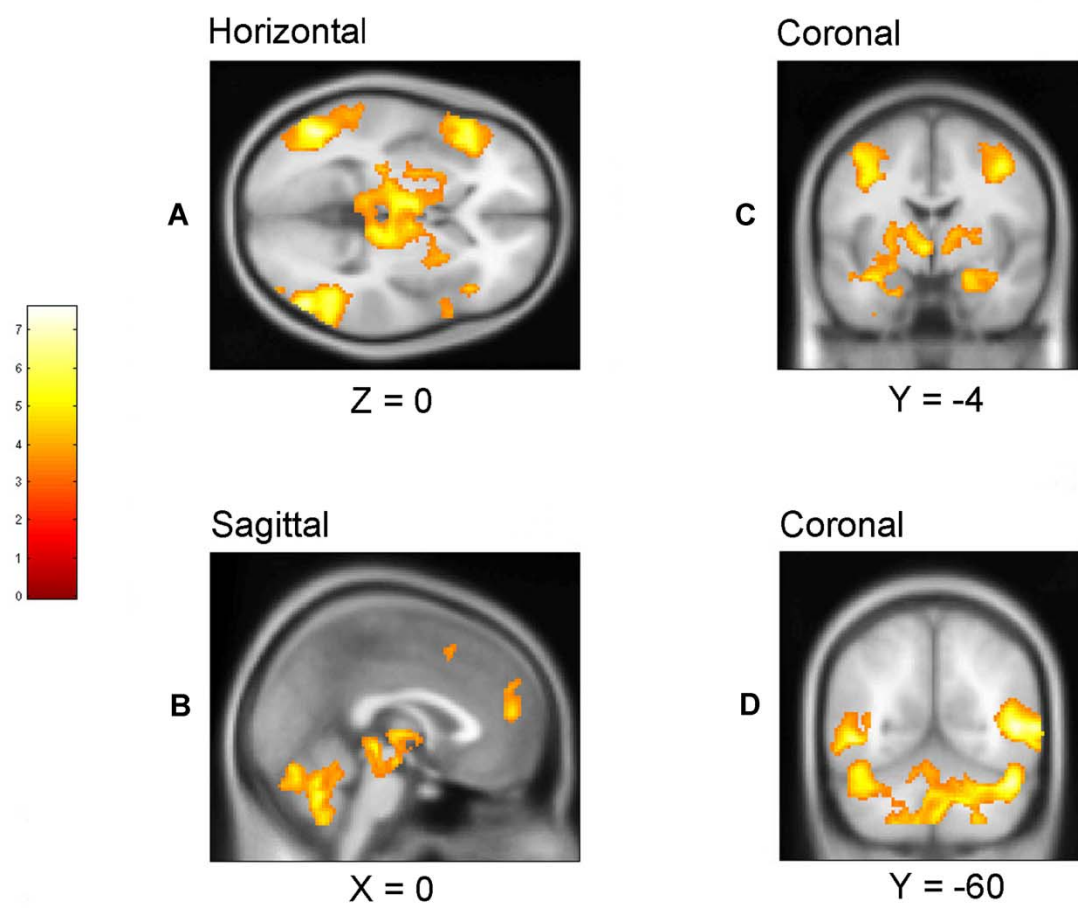 Horizontal
Coronal
A
C
Z = 0
Y = -4
7
6
5
4
3
2
1
0
Sagittal
Coronal
B
D
X = 0
Y = -60